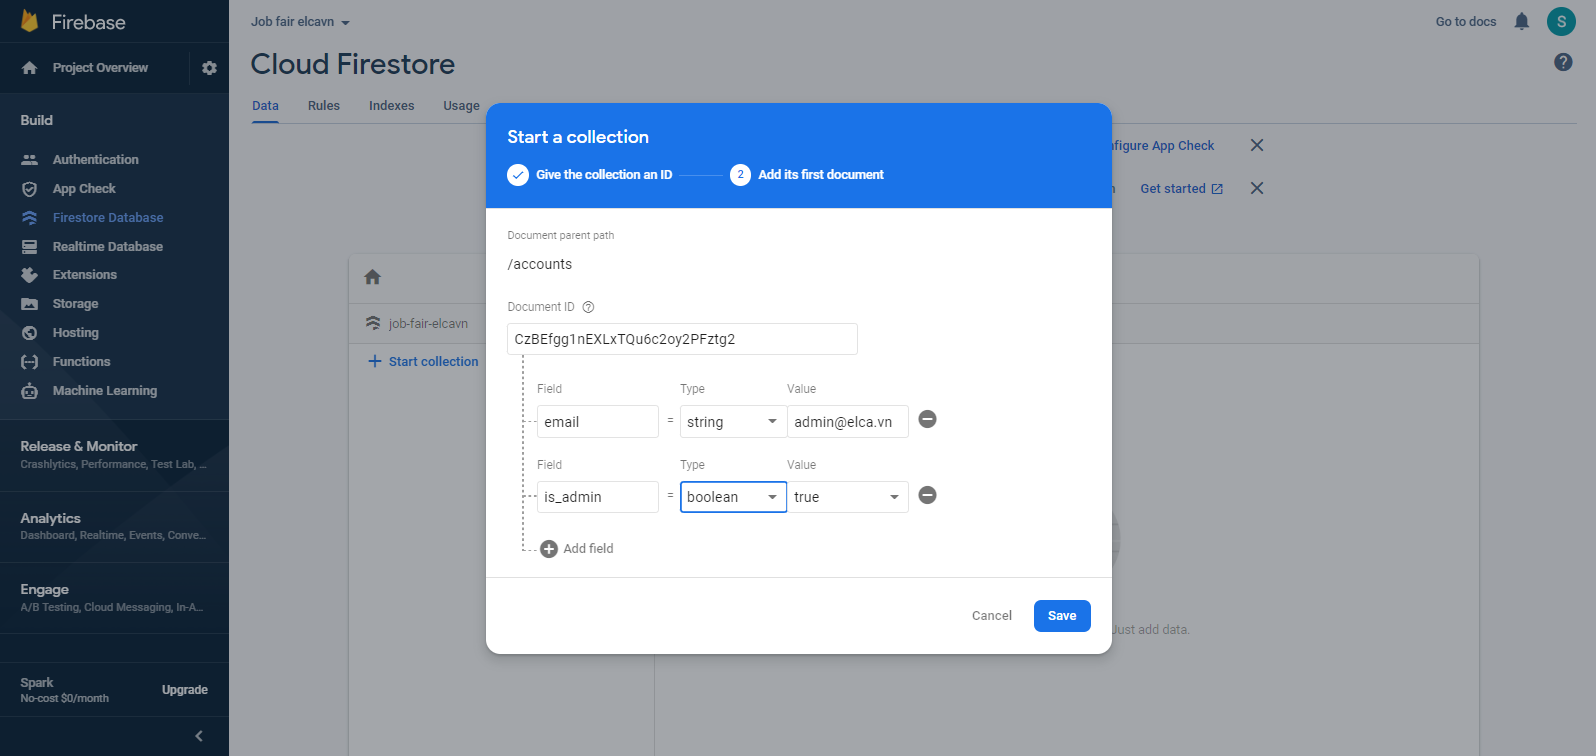 Firebase
Project Overview
Build
Authentication
App Check
Firestore Database
Realtime Database
Extensions
Storage
Hosting
Functions
Machine Learning
Release & Monitor
Crashlytics, Performance, Test Lab, ...
Analytics
Dashboard, Realtime, Events, Conve...
Engage
A/B Testing, Cloud Messaging, In-A...
Spark
No-cost $0/month
Upgrade
Job fair elcavn
Go to docs
S
Cloud Firestore
Data Rules Indexes Usage
figure App Check
Get started
job-fair-elcavn
Start collection
Just add data.
Start a collection
Give the collection an ID
2 Add its first document
Document parent path
/accounts
Document ID
CzBEfgg1nEXLxTQu6c2oy2PFztg2
Field Type Value
email = string admin@elca.vn
Field Type Value
is_admin = boolean true
Add field
Cancel Save